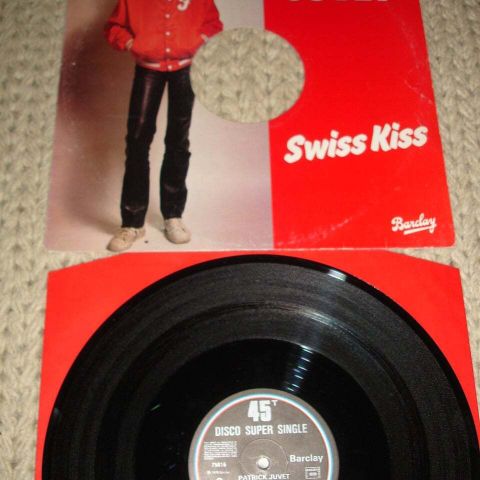 Swiss Kiss
Barclay
45T
DISCO SUPER SINGLE
Barclay
PATRICK JUVET